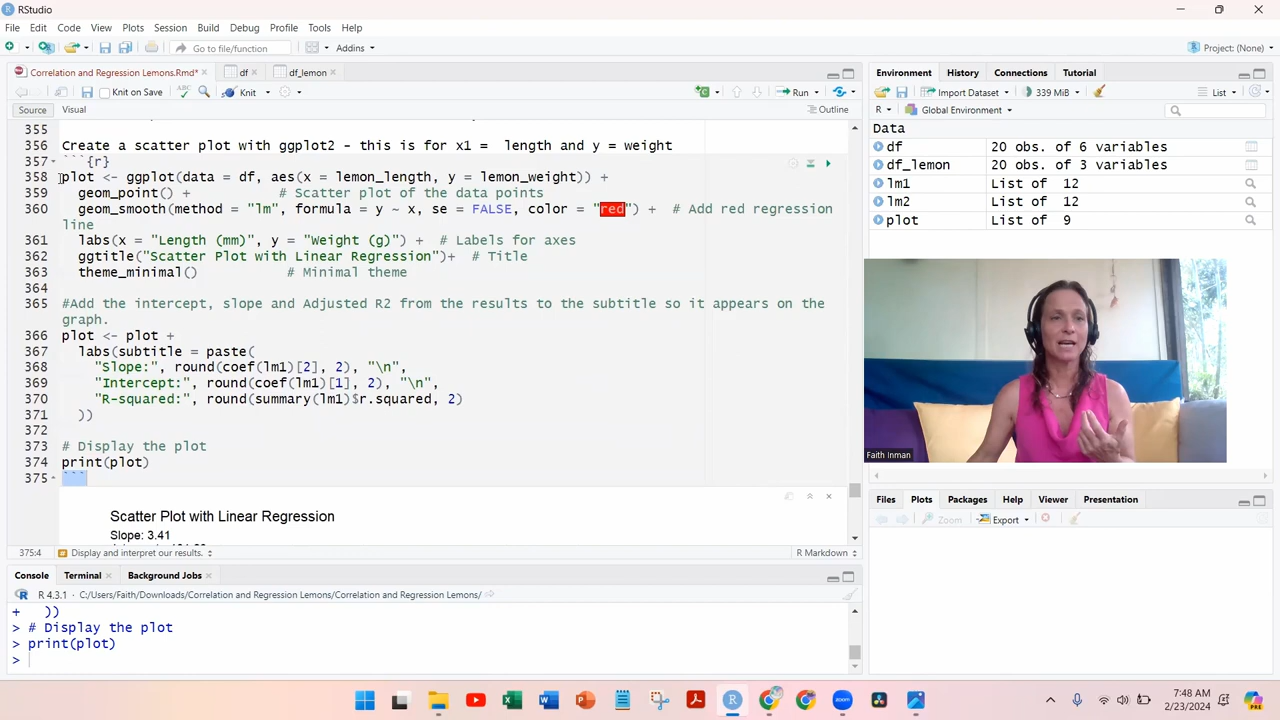 RStudio
File Edit Code View Plots Session Build Debug Profile Tools Help
Go to file/function Addins Project: (None)
Correlation and Regression Lemons.Rmd* df df_lemon
Knit on Save Knit Run
Source Visual Outline
355
356 Create a scatter plot with ggplot2 - this is for x1 = length and y = weight
357 ```{r}
358 plot <- ggplot(data = df, aes(x = lemon_length, y = lemon_weight)) +
359 geom_point() + # Scatter plot of the data points
360 geom_smooth(method = "lm", formula = y ~ x, se = FALSE, color = "red") + # Add red regression
line
361 labs(x = "Length (mm)", y = "Weight (g)") + # Labels for axes
362 ggtitle("Scatter Plot with Linear Regression")+ # Title
363 theme_minimal() # Minimal theme
364
365 #Add the intercept, slope and Adjusted R2 from the results to the subtitle so it appears on the
graph.
366 plot <- plot +
367 labs(subtitle = paste(
368 "Slope:", round(coef(lm1)[2], 2), "\n",
369 "Intercept:", round(coef(lm1)[1], 2), "\n",
370 "R-squared:", round(summary(lm1)$r.squared, 2)
371 ))
372
373 # Display the plot
374 print(plot)
375 ```
Scatter Plot with Linear Regression
Slope: 3.41
375:4 Display and interpret our results. R Markdown
Console Terminal Background Jobs
R 4.3.1 · C:/Users/Faith/Downloads/Correlation and Regression Lemons/Correlation and Regression Lemons/
+ ))
> # Display the plot
> print(plot)
>
Environment History Connections Tutorial
Import Dataset 339 MiB List
R Global Environment
Data
df 20 obs. of 6 variables
df_lemon 20 obs. of 3 variables
lm1 List of 12
lm2 List of 12
plot List of 9
Faith Inman
Files Plots Packages Help Viewer Presentation
Zoom Export
7:48 AM
2/23/2024